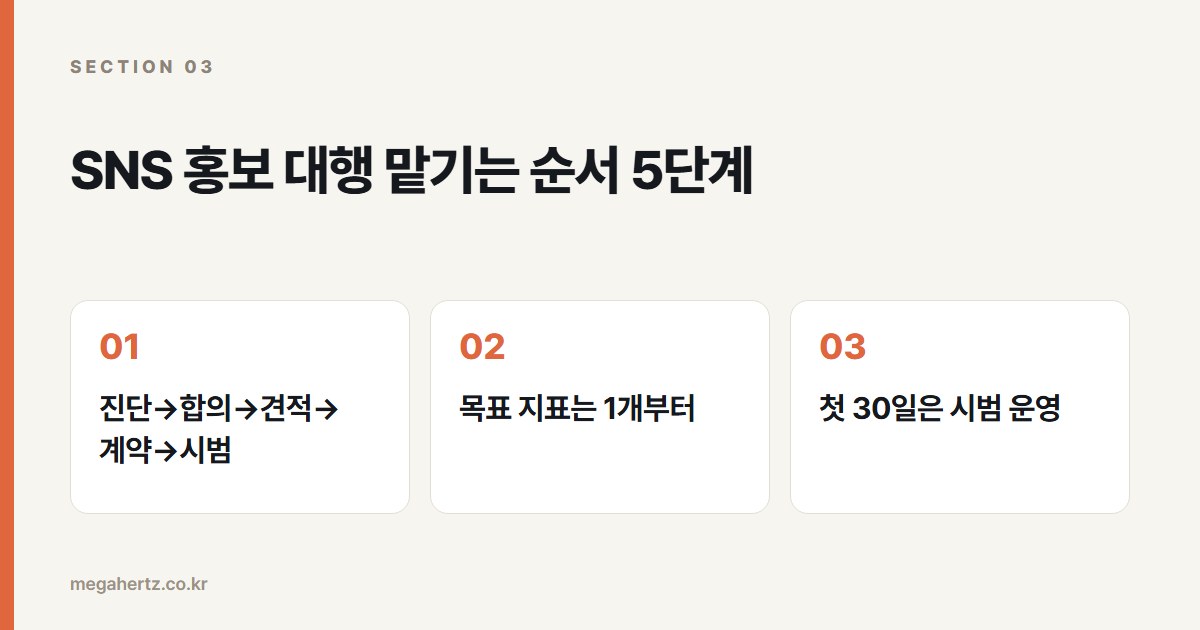 SECTION 03
SNS 홍보 대행 맡기는 순서 5단계
01
진단→합의→견적→
계약→시범
02
목표 지표는 1개부터
03
첫 30일은 시범 운영
megahertz.co.kr